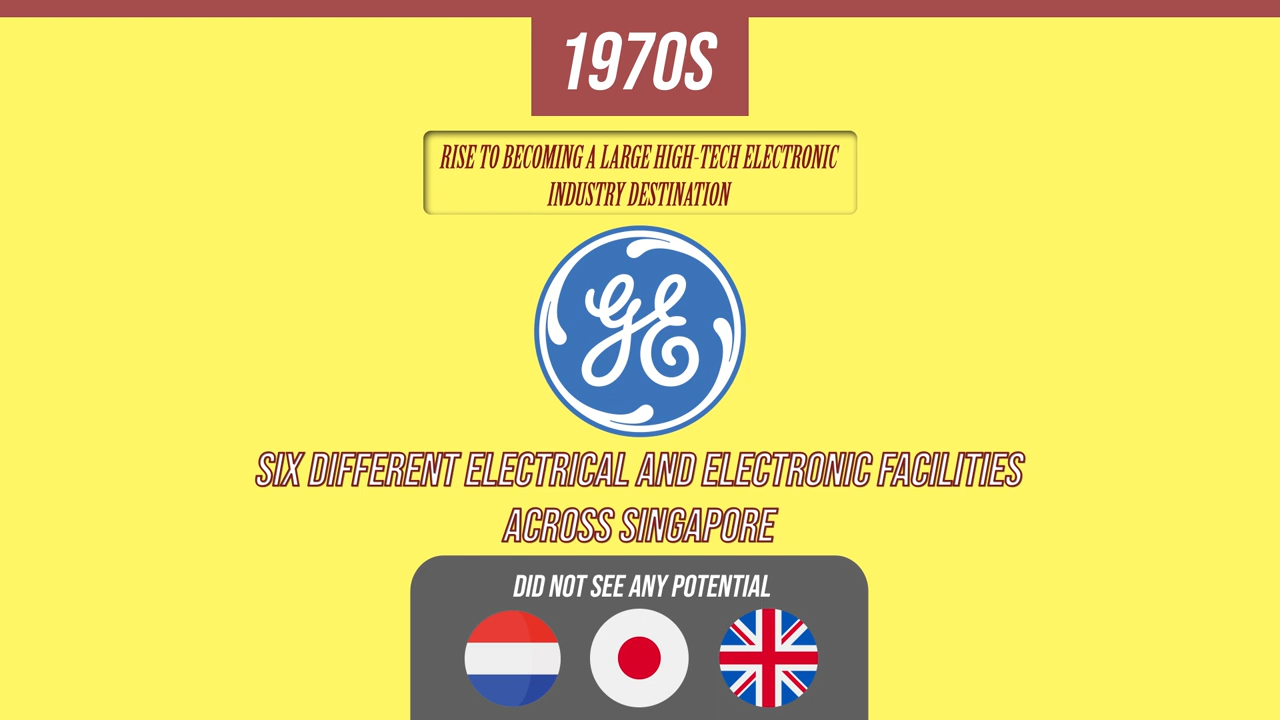 1970S
RISE TO BECOMING A LARGE HIGH-TECH ELECTRONIC
INDUSTRY DESTINATION
GE
SIX DIFFERENT ELECTRICAL AND ELECTRONIC FACILITIES
ACROSS SINGAPORE
DID NOT SEE ANY POTENTIAL